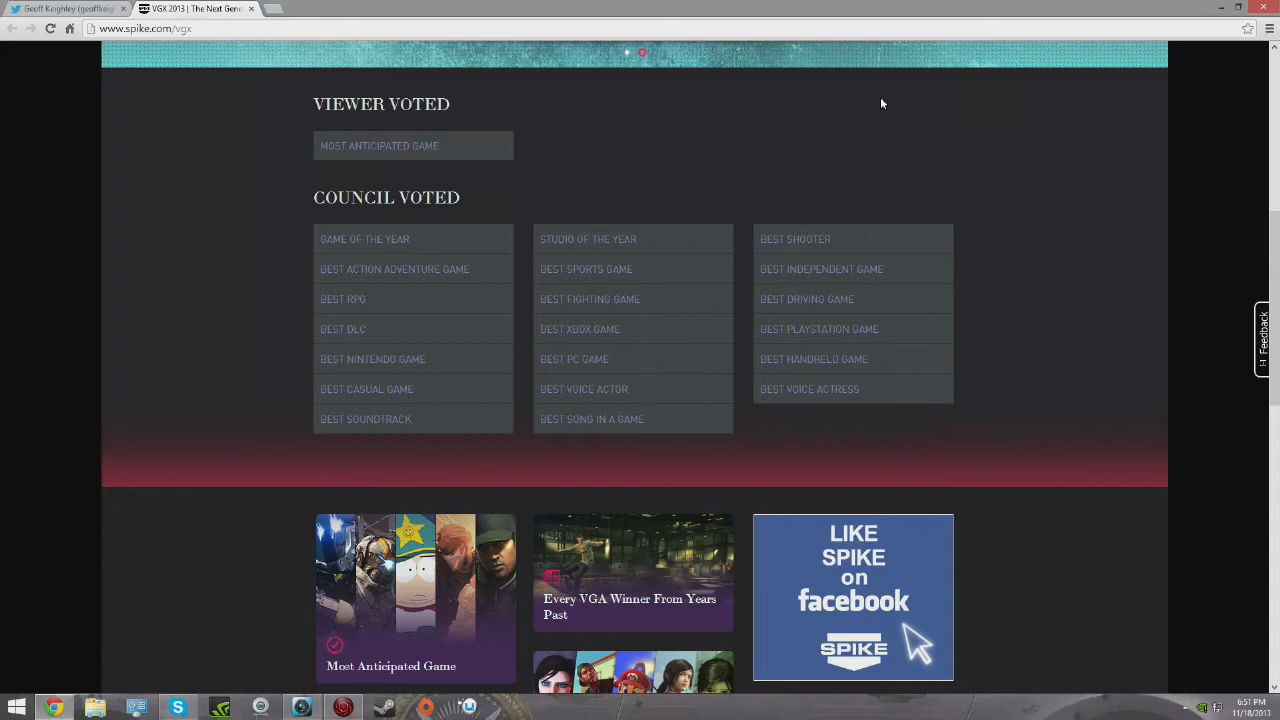 Geoff Keighley (geoffkeigh
VGX 2013 | The Next Gene
www.spike.com/vgx
VIEWER VOTED
MOST ANTICIPATED GAME
COUNCIL VOTED
GAME OF THE YEAR
BEST ACTION ADVENTURE GAME
BEST RPG
BEST DLC
BEST NINTENDO GAME
BEST CASUAL GAME
BEST SOUNDTRACK
STUDIO OF THE YEAR
BEST SPORTS GAME
BEST FIGHTING GAME
BEST XBOX GAME
BEST PC GAME
BEST VOICE ACTOR
BEST SONG IN A GAME
BEST SHOOTER
BEST INDEPENDENT GAME
BEST DRIVING GAME
BEST PLAYSTATION GAME
BEST HANDHELD GAME
BEST VOICE ACTRESS
Feedback
Most Anticipated Game
Every VGA Winner From Years
Past
LIKE
SPIKE
on
facebook
SPIKE
6:51 PM
11/18/2013